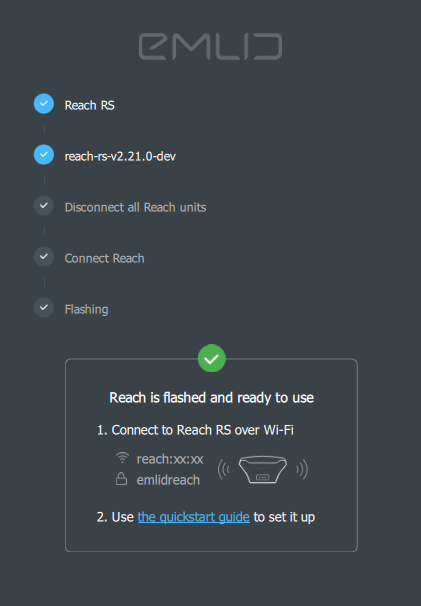 EMLID
Reach RS
reach-rs-v2.21.0-dev
Disconnect all Reach units
Connect Reach
Flashing
Reach is flashed and ready to use
1. Connect to Reach RS over Wi-Fi
reach:xx:xx
emlidreach
2. Use the quickstart guide to set it up